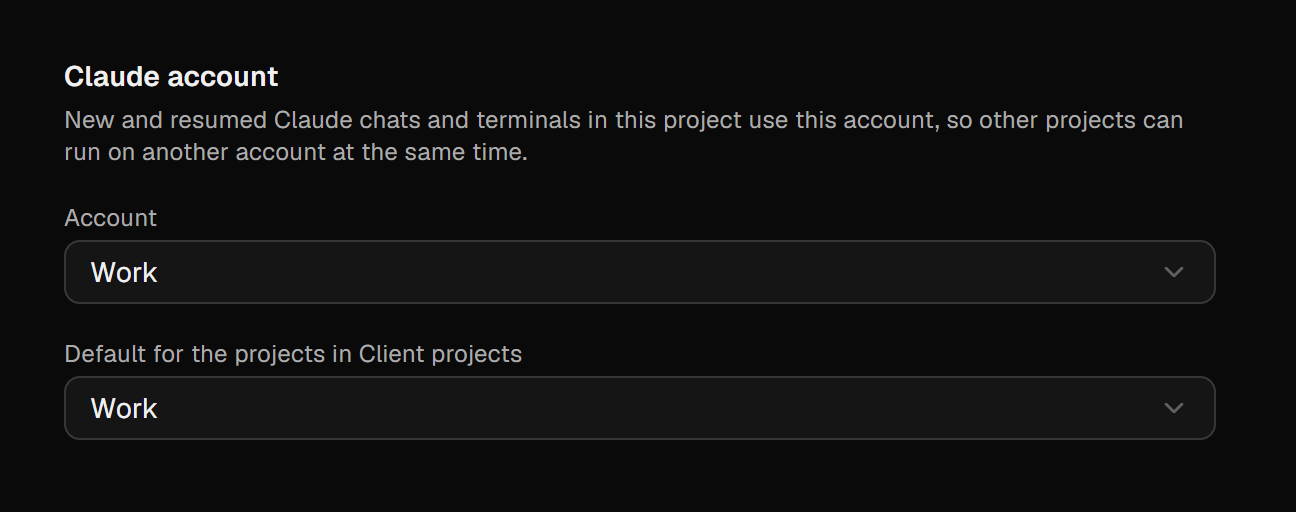 Claude account
New and resumed Claude chats and terminals in this project use this account, so other projects can
run on another account at the same time.
Account
Work
Default for the projects in Client projects
Work